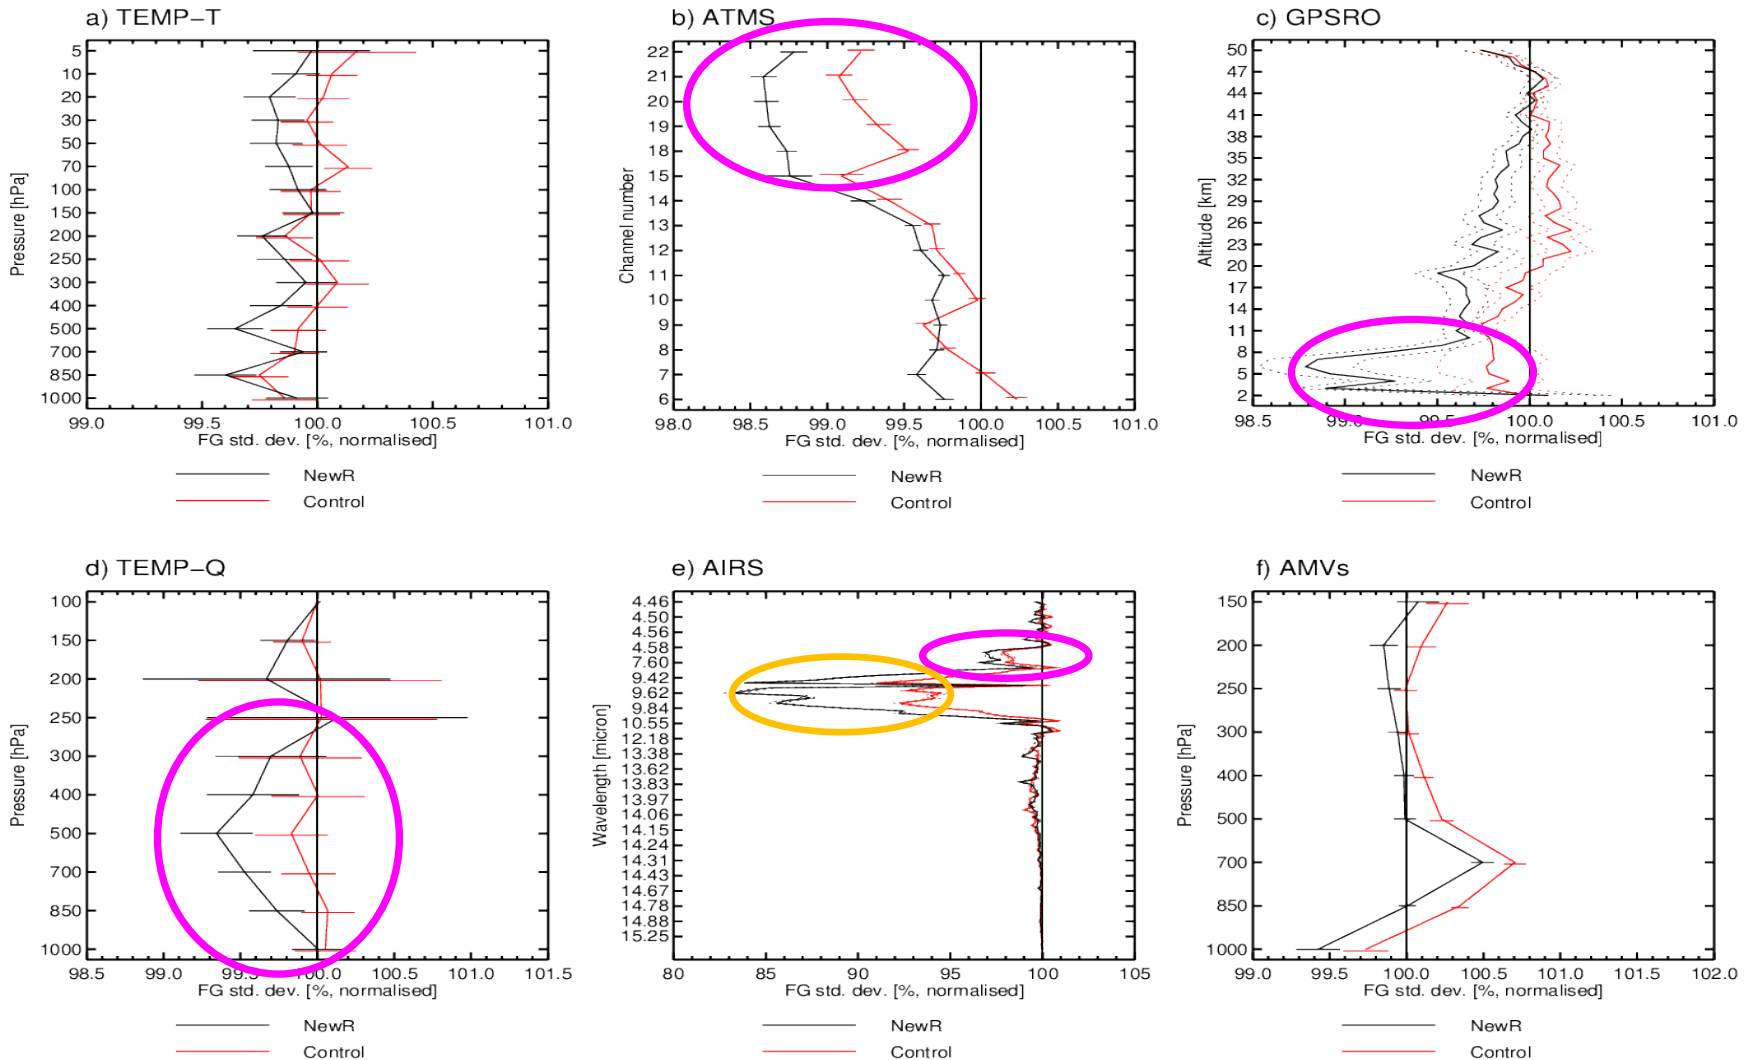 a) TEMP-T
5
10
20
30
50
70
100
150
200
250
300
400
500
700
850
1000
Pressure [hPa]
99.0 99.5 100.0 100.5 101.0
FG std. dev. [%, normalised]
NewR
Control
b) ATMS
22
21
20
19
18
15
14
13
12
11
10
9
8
7
6
Channel number
98.0 98.5 99.0 99.5 100.0 100.5 101.0
FG std. dev. [%, normalised]
NewR
Control
c) GPSRO
50
47
44
41
38
35
32
29
26
23
20
17
14
11
8
5
2
Altitude [km]
98.5 99.0 99.5 100.0 100.5 101.0
FG std. dev. [%, normalised]
NewR
Control
d) TEMP-Q
100
150
200
250
300
400
500
700
850
1000
Pressure [hPa]
98.5 99.0 99.5 100.0 100.5 101.0 101.5
FG std. dev. [%, normalised]
NewR
Control
e) AIRS
4.46
4.50
4.56
4.58
7.60
9.42
9.62
9.84
10.55
12.18
13.38
13.62
13.83
13.97
14.06
14.15
14.24
14.31
14.43
14.67
14.78
14.88
15.25
Wavelength [micron]
80 85 90 95 100 105
FG std. dev. [%, normalised]
NewR
Control
f) AMVs
150
200
250
300
400
500
700
850
1000
Pressure [hPa]
99.0 99.5 100.0 100.5 101.0 101.5 102.0
FG std. dev. [%, normalised]
NewR
Control